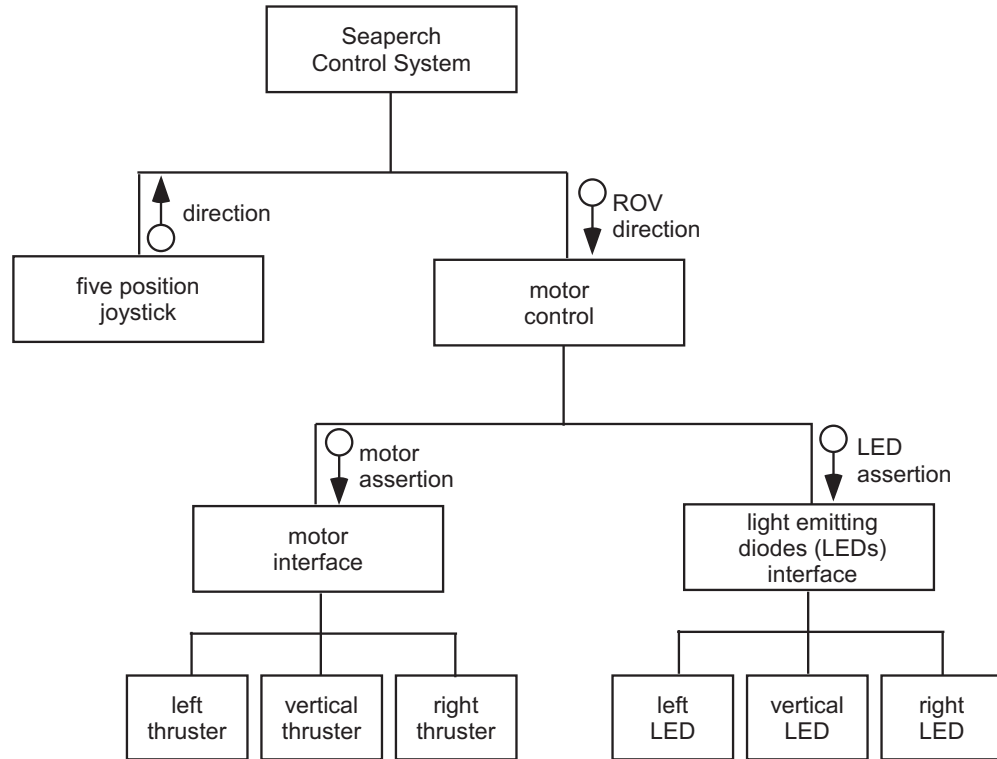 Seaperch
Control System
direction
ROV
direction
five position
joystick
motor
control
motor
assertion
LED
assertion
motor
interface
light emitting
diodes (LEDs)
interface
left
thruster
vertical
thruster
right
thruster
left
LED
vertical
LED
right
LED